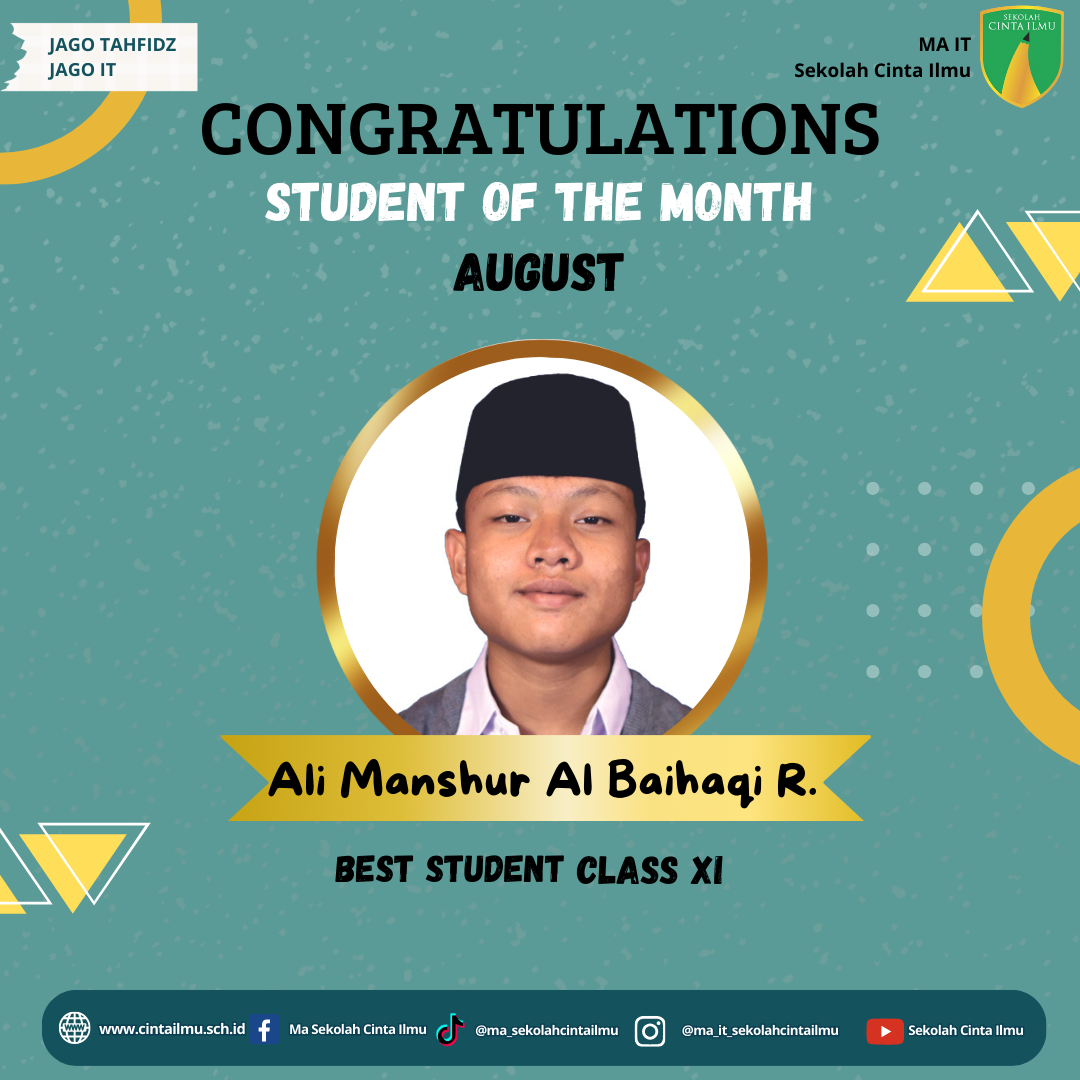 JAGO TAHFIDZ
JAGO IT
MA IT
Sekolah Cinta Ilmu
SEKOLAH
CINTA ILMU
CONGRATULATIONS
STUDENT OF THE MONTH
AUGUST
Ali Manshur Al Baihaqi R.
BEST STUDENT CLASS XI
WWW
www.cintailmu.sch.id
Ma Sekolah Cinta Ilmu
@ma_sekolahcintailmu
@ma_it_sekolahcintailmu
Sekolah Cinta Ilmu